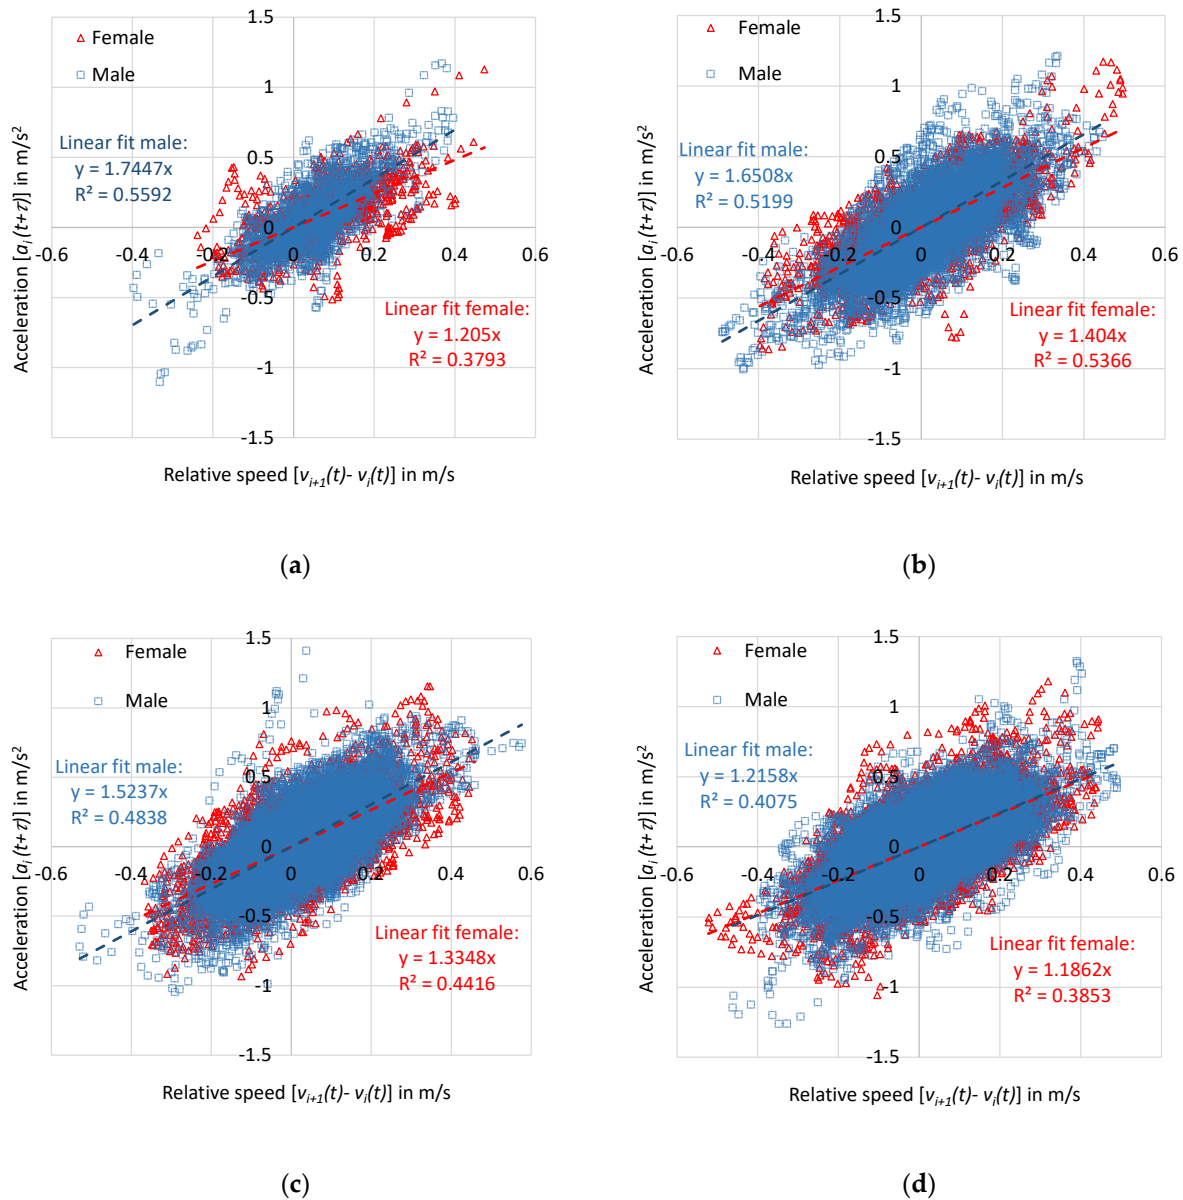 1.5
Female
Male
1
Linear fit male:
y = 1.7447x
R² = 0.5592
0.5
0
-0.6 -0.4 -0.2 0 0.2 0.4 0.6
-0.5
Linear fit female:
y = 1.205x
R² = 0.3793
-1
-1.5
Acceleration [aᵢ (t+τ)] in m/s²
Relative speed [vᵢ₊₁(t)- vᵢ(t)] in m/s
(a)
1.5
Female
Male
1
Linear fit male:
y = 1.6508x
R² = 0.5199
0.5
0
-0.6 -0.4 -0.2 0 0.2 0.4 0.6
-0.5
Linear fit female:
y = 1.404x
R² = 0.5366
-1
-1.5
Acceleration [aᵢ (t+τ)] in m/s²
Relative speed [vᵢ₊₁(t)- vᵢ(t)] in m/s
(b)
1.5
Female
Male
1
Linear fit male:
y = 1.5237x
R² = 0.4838
0.5
0
-0.6 -0.4 -0.2 0 0.2 0.4 0.6
-0.5
Linear fit female:
y = 1.3348x
R² = 0.4416
-1
-1.5
Acceleration [aᵢ (t+τ)] in m/s²
Relative speed [vᵢ₊₁(t)- vᵢ(t)] in m/s
(c)
1.5
Female
Male
1
Linear fit male:
y = 1.2158x
R² = 0.4075
0.5
0
-0.6 -0.4 -0.2 0 0.2 0.4 0.6
-0.5
Linear fit female:
y = 1.1862x
R² = 0.3853
-1
-1.5
Acceleration [aᵢ (t+τ)] in m/s²
Relative speed [vᵢ₊₁(t)- vᵢ(t)] in m/s
(d)